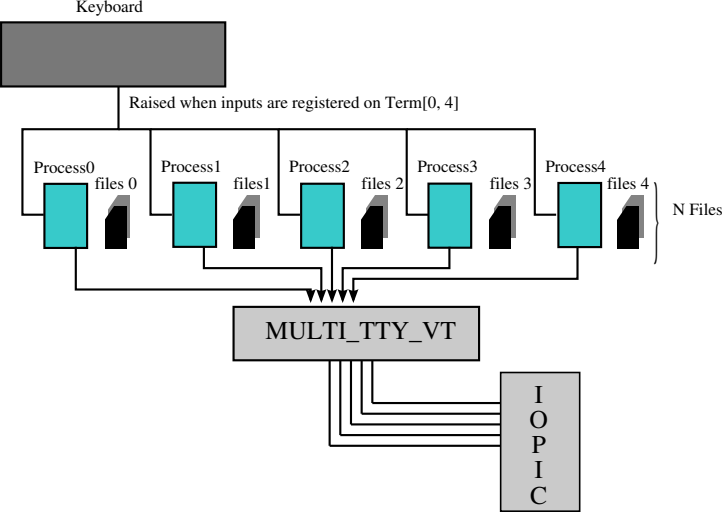 Keyboard
Raised when inputs are registered on Term[0, 4]
Process0
Process1
Process2
Process3
Process4
files 0
files1
files 2
files 3
files 4
N Files
MULTI_TTY_VT
I
O
P
I
C